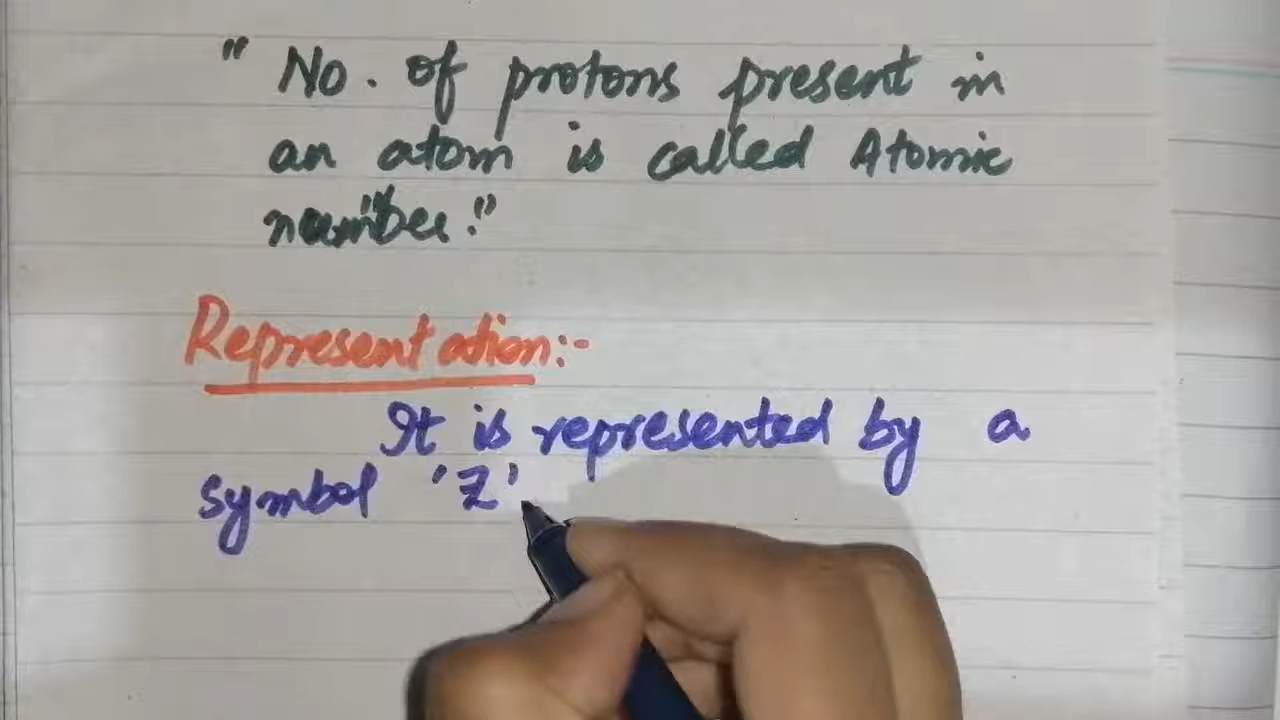 " No. of protons present in
an atom is called Atomic
number."
Representation:-
It is represented by a
symbol 'Z'